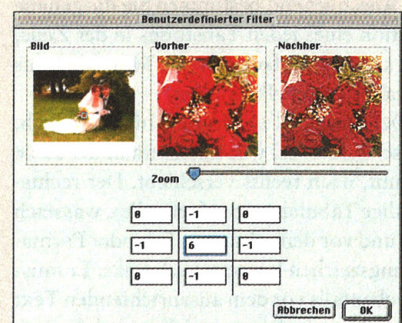 Benutzerdefinierter Filter
Bild
Vorher
Nachher
Zoom
0 -1 0
-1 6 -1
0 -1 0
Abbrechen OK